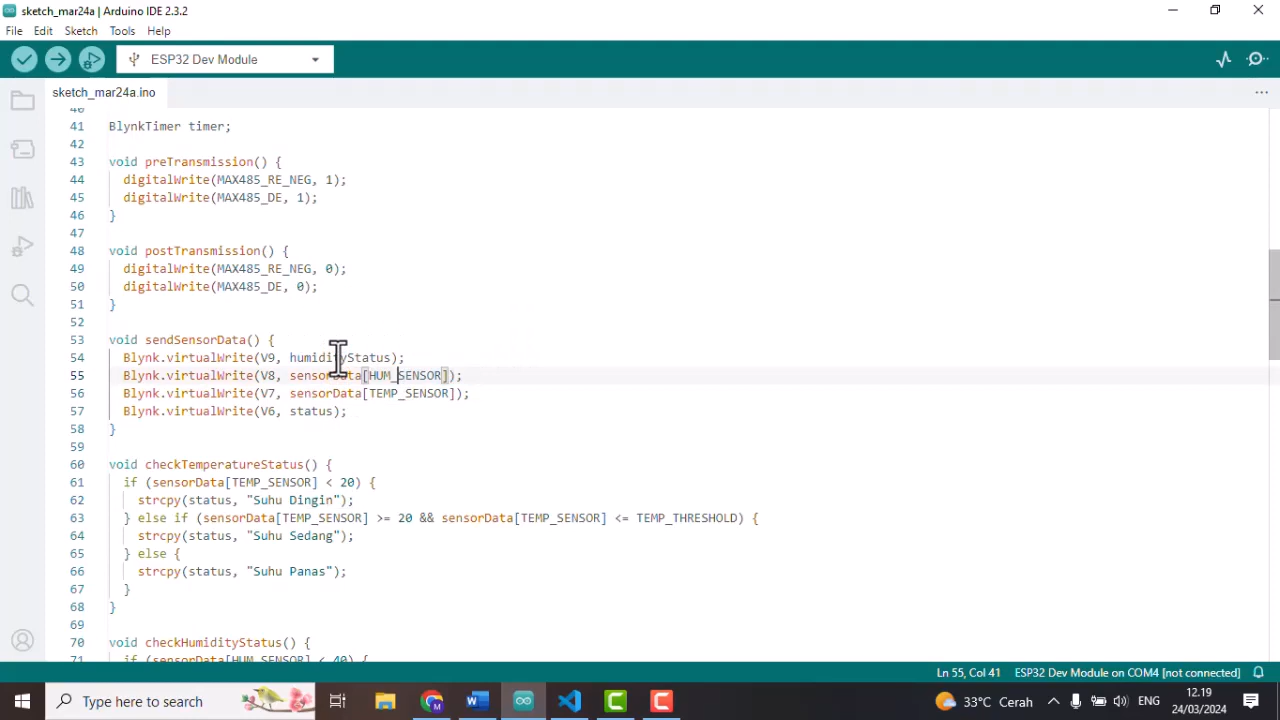 sketch_mar24a | Arduino IDE 2.3.2
File Edit Sketch Tools Help
ESP32 Dev Module
sketch_mar24a.ino
40
41 BlynkTimer timer;
42
43 void preTransmission() {
44 digitalWrite(MAX485_RE_NEG, 1);
45 digitalWrite(MAX485_DE, 1);
46 }
47
48 void postTransmission() {
49 digitalWrite(MAX485_RE_NEG, 0);
50 digitalWrite(MAX485_DE, 0);
51 }
52
53 void sendSensorData() {
54 Blynk.virtualWrite(V9, humidityStatus);
55 Blynk.virtualWrite(V8, sensorData[HUM_SENSOR]);
56 Blynk.virtualWrite(V7, sensorData[TEMP_SENSOR]);
57 Blynk.virtualWrite(V6, status);
58 }
59
60 void checkTemperatureStatus() {
61 if (sensorData[TEMP_SENSOR] < 20) {
62 strcpy(status, "Suhu Dingin");
63 } else if (sensorData[TEMP_SENSOR] >= 20 && sensorData[TEMP_SENSOR] <= TEMP_THRESHOLD) {
64 strcpy(status, "Suhu Sedang");
65 } else {
66 strcpy(status, "Suhu Panas");
67 }
68 }
69
70 void checkHumidityStatus() {
71 if (sensorData[HUM_SENSOR] < 40) {
Ln 55, Col 41 ESP32 Dev Module on COM4 [not connected]
Type here to search
33°C Cerah ENG
12.19
24/03/2024